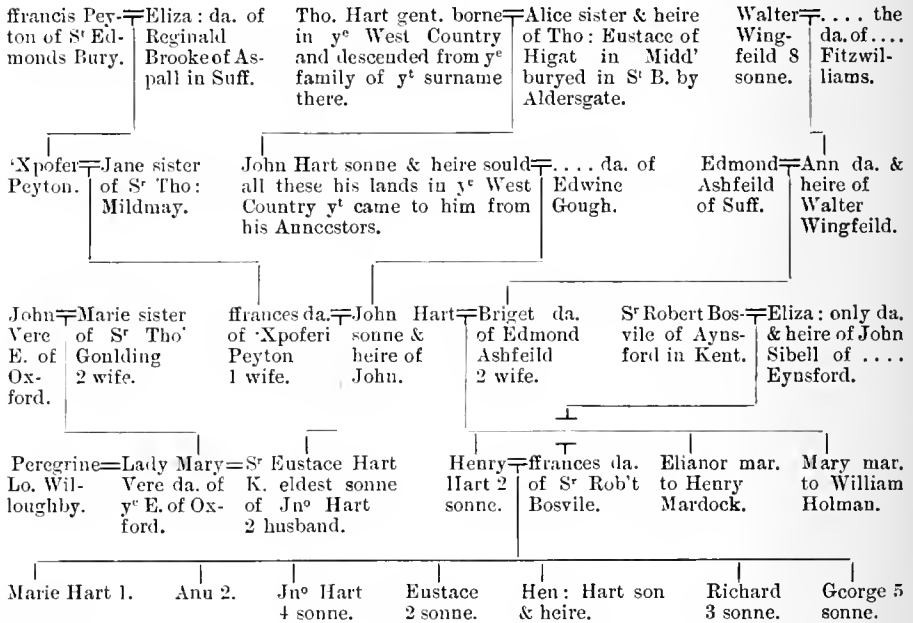 ffrancis Pey-
ton of Sʳ Ed-
monds Bury.
Eliza : da. of
Reginald
Brooke of As-
pall in Suff.
Tho. Hart gent. borne
in yᵉ West Country
and descended from yᵉ
family of yᵗ surname
there.
Alice sister & heire
of Tho : Eustace of
Higat in Midd'
buryed in Sᵗ B. by
Aldersgate.
Walter
Wing-
feild 8
sonne.
. . . . the
da. of . . . .
Fitzwil-
liams.
'Xpofer
Peyton.
Jane sister
of Sʳ Tho :
Mildmay.
John Hart sonne & heire sould
all these his lands in yᵉ West
Country yᵗ came to him from
his Anncestors.
. . . . da. of
Edwine
Gough.
Edmond
Ashfeild
of Suff.
Ann da. &
heire of
Walter
Wingfeild.
John
Vere
E. of
Ox-
ford.
Marie sister
of Sʳ Tho'
Goulding
2 wife.
ffrances da.
of ·Xpoferi
Peyton
1 wife.
John Hart
sonne &
heire of
John.
Briget da.
of Edmond
Ashfeild
2 wife.
Sʳ Robert Bos-
vile of Ayns-
ford in Kent.
Eliza : only da.
& heire of John
Sibell of . . . .
Eynsford.
Peregrine
Lo. Wil-
loughby.
Lady Mary
Vere da. of
yᵉ E. of Ox-
ford.
Sʳ Eustace Hart
K. eldest sonne
of Jnº Hart
2 husband.
Henry
Hart 2
sonne.
ffrances da.
of Sʳ Rob't
Bosvile.
Elianor mar.
to Henry
Mardock.
Mary mar.
to William
Holman.
Marie Hart 1.
Anu 2.
Jnº Hart
4 sonne.
Eustace
2 sonne.
Hen : Hart son
& heire.
Richard
3 sonne.
George 5
sonne.